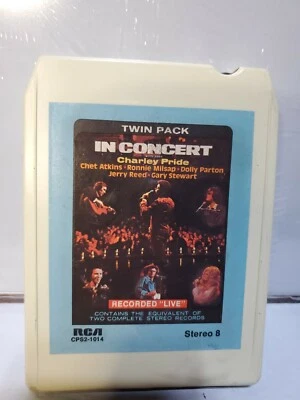 TWIN PACK
IN CONCERT
Charley Pride
Chet Atkins · Ronnie Milsap · Dolly Parton
Jerry Reed · Gary Stewart
RECORDED "LIVE"
CONTAINS THE EQUIVALENT OF
TWO COMPLETE STEREO RECORDS
RCA
CPS2-1014
Stereo 8